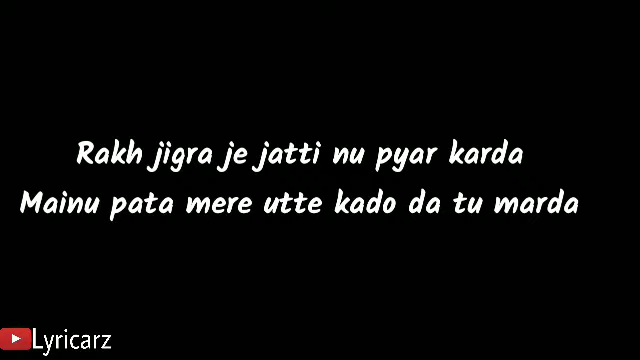 Rakh jigra je jatti nu pyar karda
Mainu pata mere utte kado da tu marda
Lyricarz